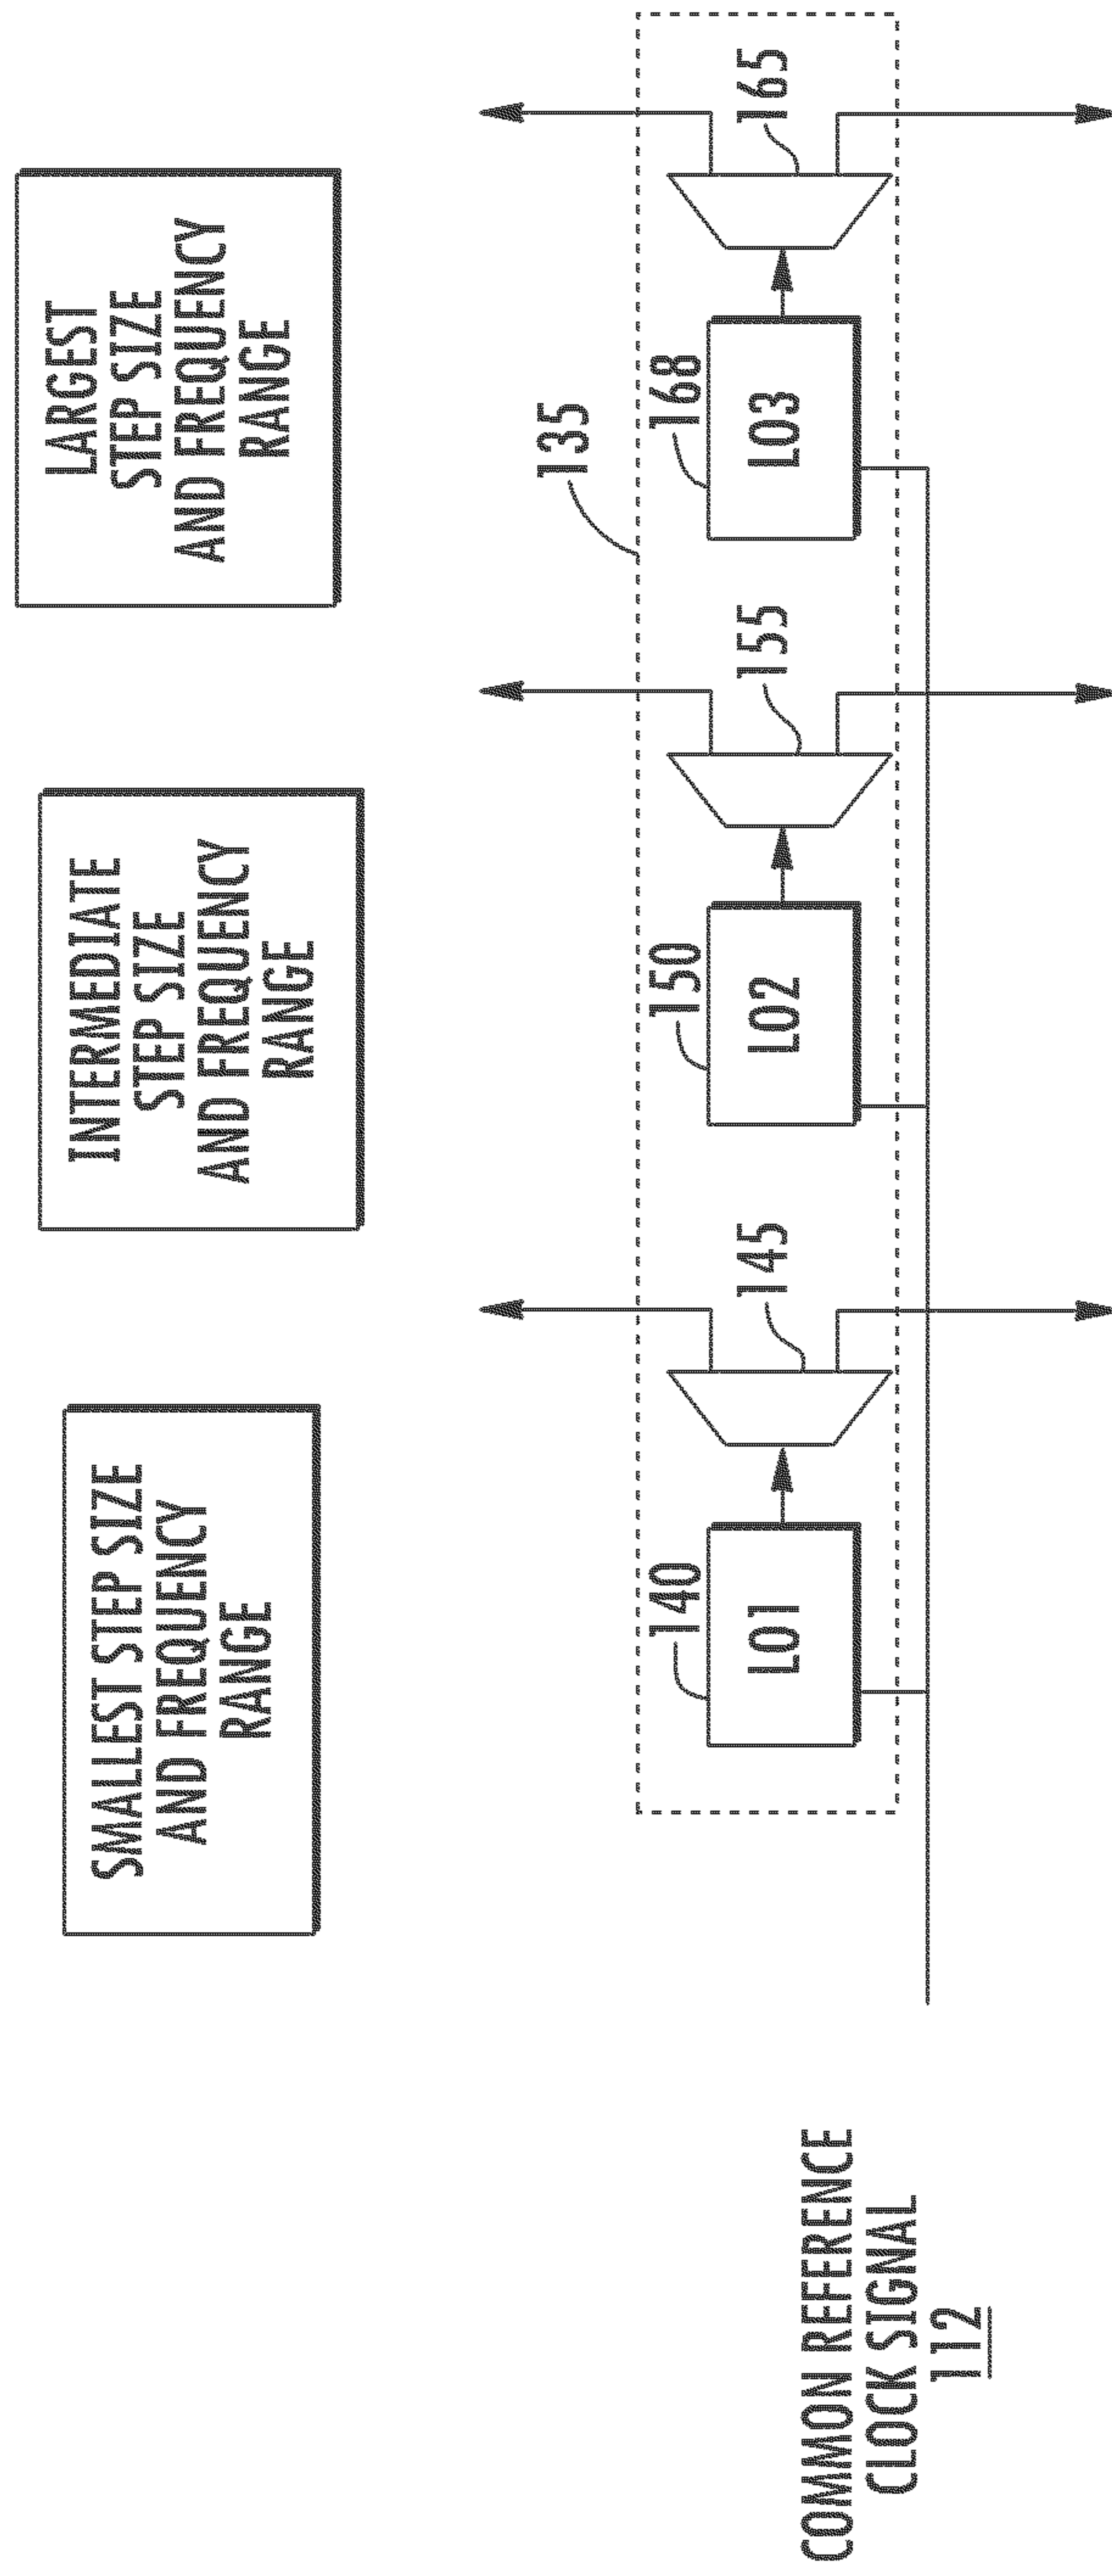 SMALLEST STEP SIZE
AND FREQUENCY
RANGE
INTERMEDIATE
STEP SIZE
AND FREQUENCY
RANGE
LARGEST
STEP SIZE
AND FREQUENCY
RANGE
135
140
LO1
145
150
LO2
155
168
LO3
165
COMMON REFERENCE
CLOCK SIGNAL
112